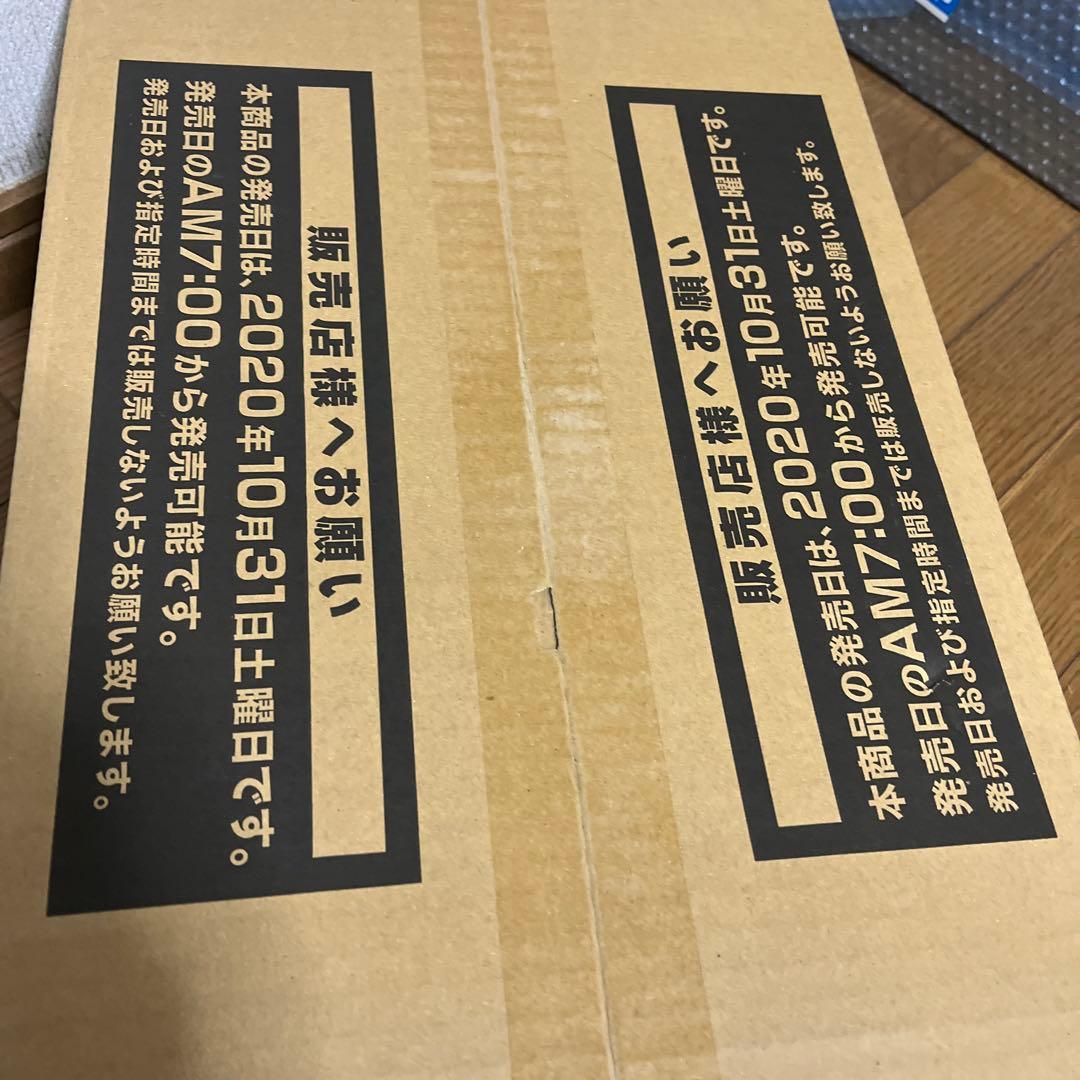 販売店様へお願い
本商品の発売日は、2020年10月31日土曜日です。
発売日のAM7:00から発売可能です。
発売日および指定時間までは販売しないようお願い致します。
販売店様へお願い
本商品の発売日は、2020年10月31日土曜日です。
発売日のAM7:00から発売可能です。
発売日および指定時間までは販売しないようお願い致します。